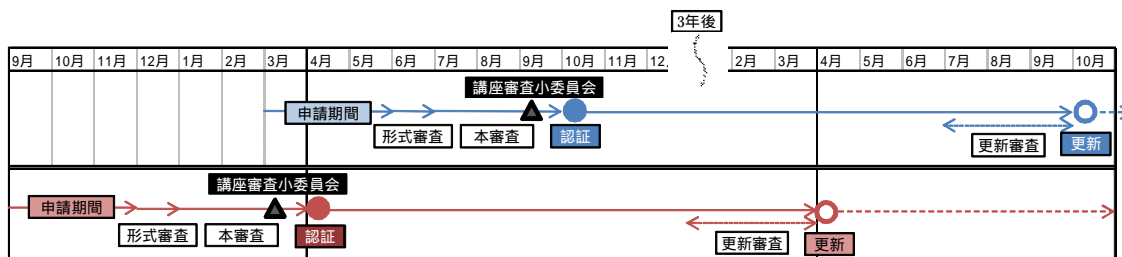 3年後
9月 10月 11月 12月 1月 2月 3月 4月 5月 6月 7月 8月 9月 10月 11月 12月 2月 3月 4月 5月 6月 7月 8月 9月 10月
講座審査小委員会
申請期間
形式審査 本審査 認証 更新審査 更新
講座審査小委員会
申請期間
形式審査 本審査 認証 更新審査 更新